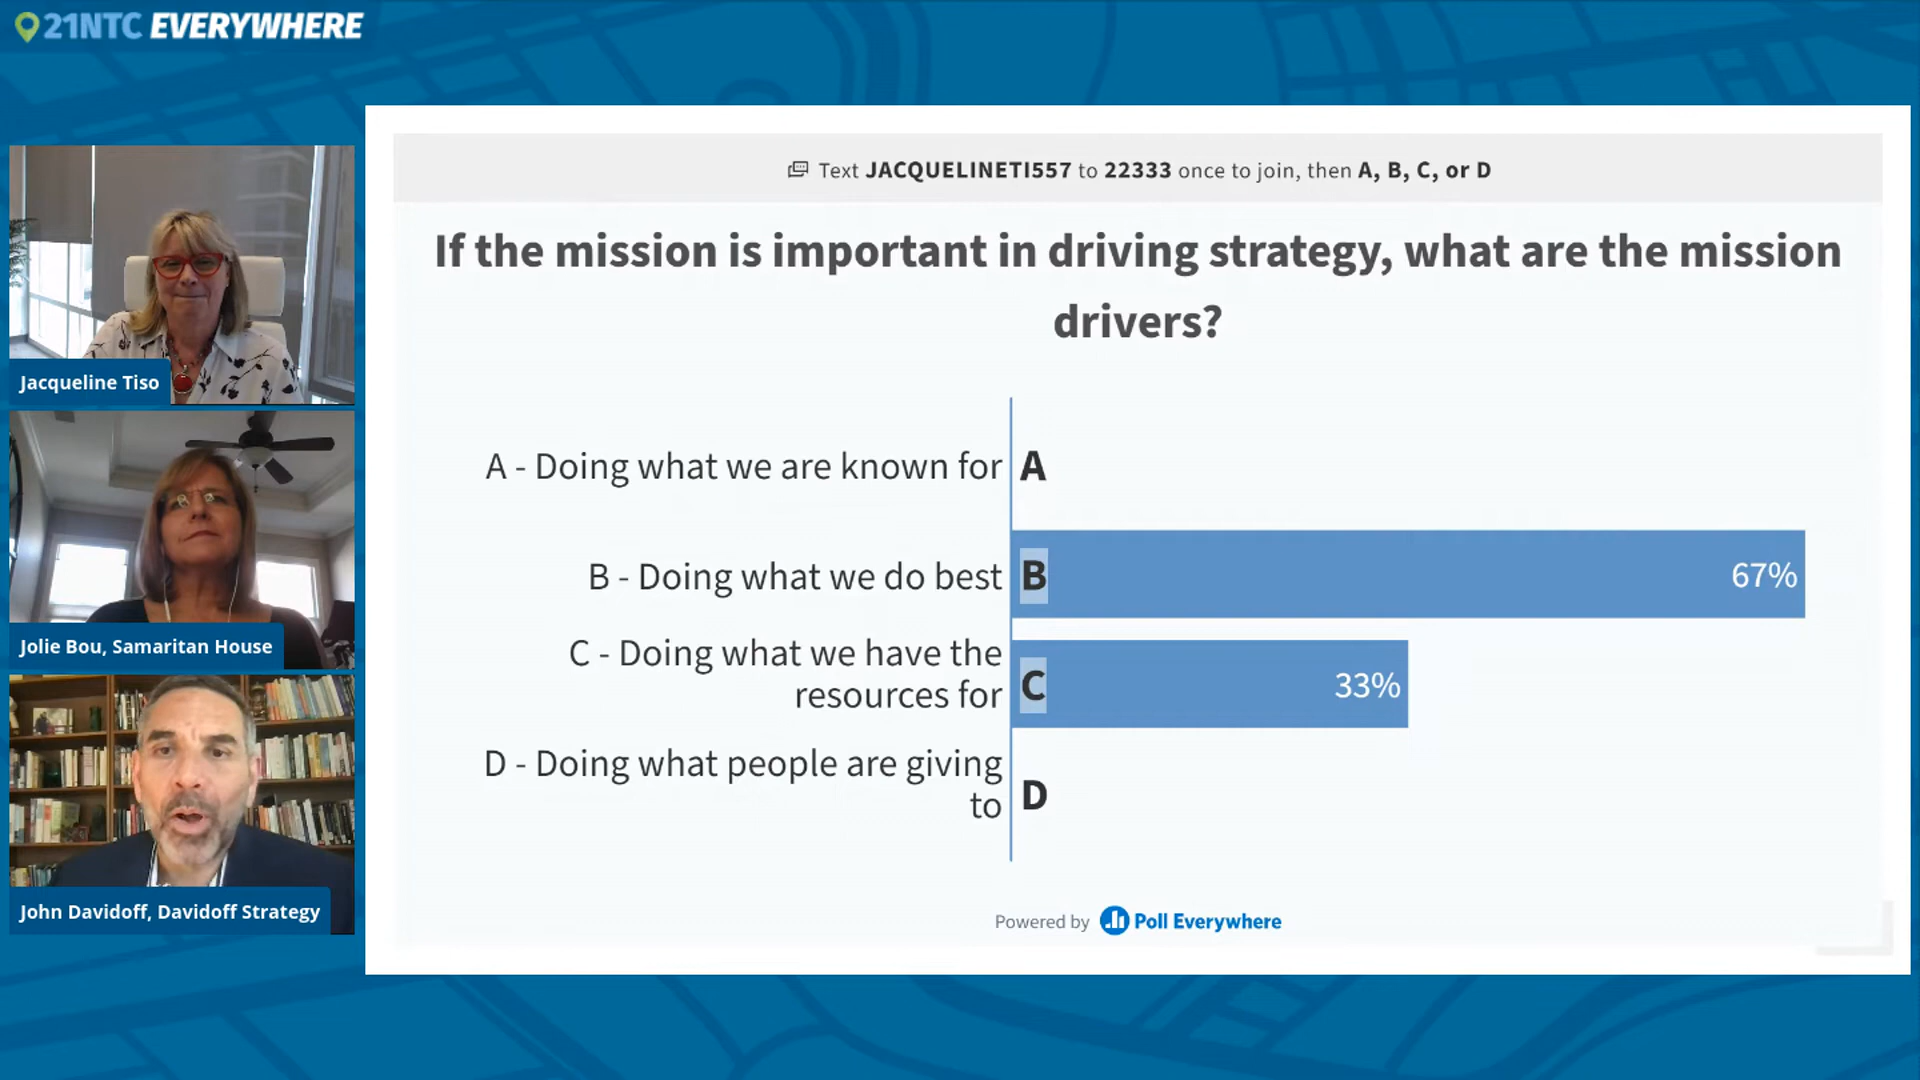 21NTC EVERYWHERE
Text JACQUELINETI557 to 22333 once to join, then A, B, C, or D
If the mission is important in driving strategy, what are the mission
drivers?
A - Doing what we are known for
A
B - Doing what we do best
B
67%
C - Doing what we have the
resources for
C
33%
D - Doing what people are giving
to
D
Powered by Poll Everywhere
Jacqueline Tiso
Jolie Bou, Samaritan House
John Davidoff, Davidoff Strategy